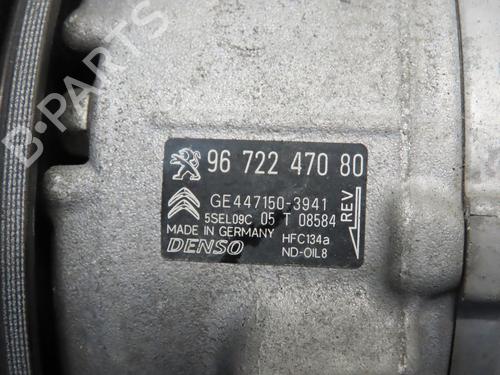 96 722 470 80
GE447150-3941
5SEL09C 05 T 08584
MADE IN GERMANY
DENSO
HFC134a
ND-OIL8
REV
B-PARTS